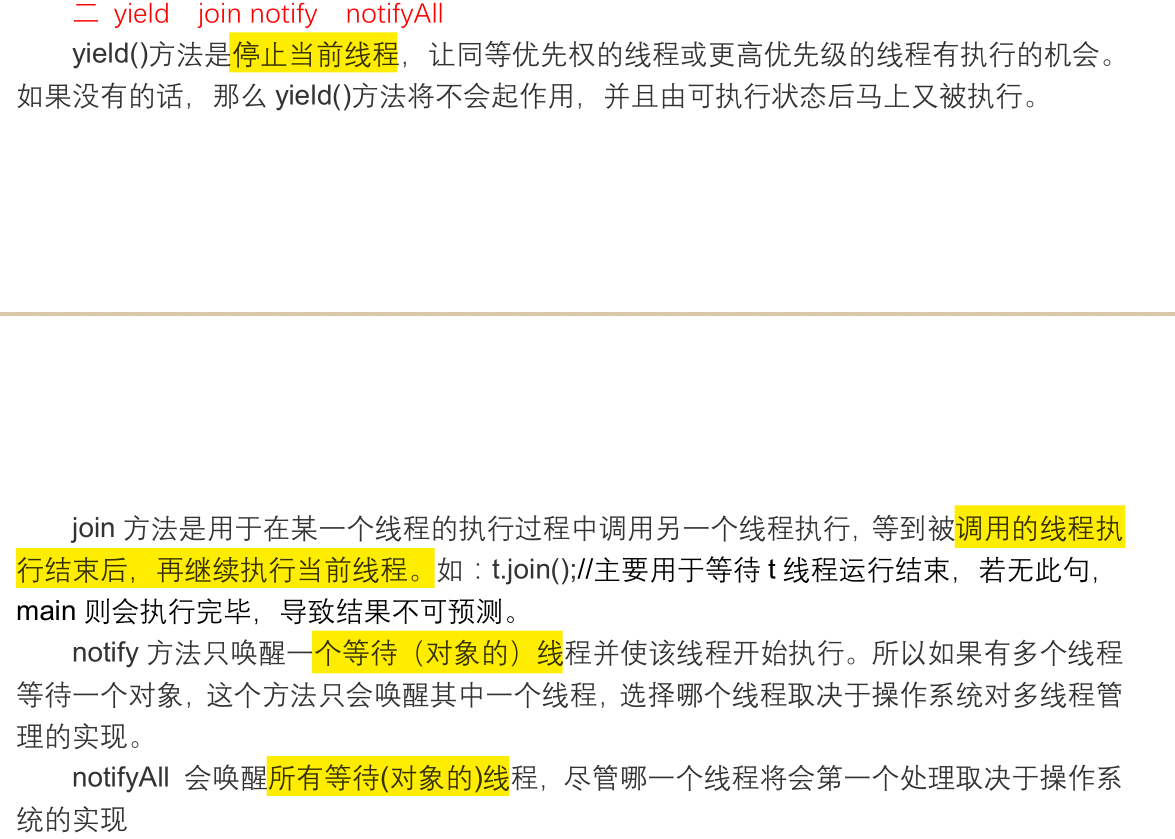 二 yield join notify notifyAll
yield()方法是停止当前线程，让同等优先权的线程或更高优先级的线程有执行的机会。
如果没有的话，那么 yield()方法将不会起作用，并且由可执行状态后马上又被执行。
join 方法是用于在某一个线程的执行过程中调用另一个线程执行，等到被调用的线程执
行结束后，再继续执行当前线程。如：t.join();//主要用于等待 t 线程运行结束，若无此句，
main 则会执行完毕，导致结果不可预测。
notify 方法只唤醒一个等待（对象的）线程并使该线程开始执行。所以如果有多个线程
等待一个对象，这个方法只会唤醒其中一个线程，选择哪个线程取决于操作系统对多线程管
理的实现。
notifyAll 会唤醒所有等待(对象的)线程，尽管哪一个线程将会第一个处理取决于操作系
统的实现